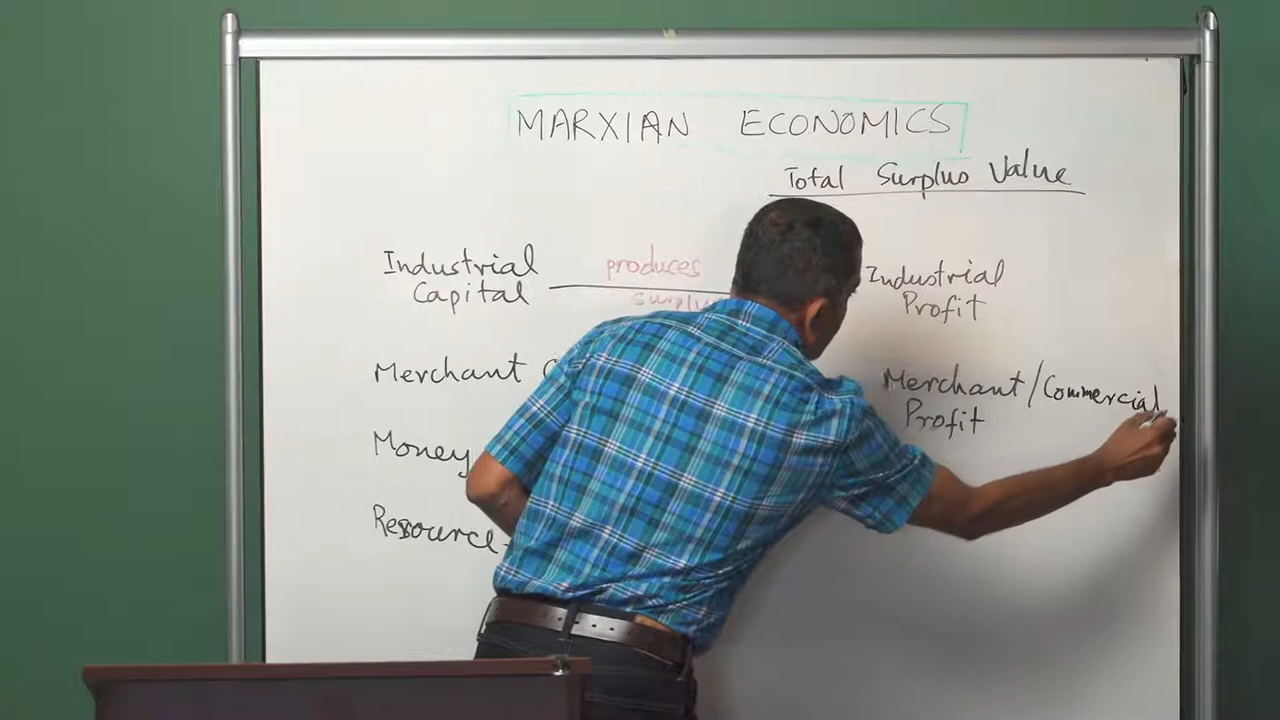 MARXIAN ECONOMICS
Total Surplus Value
Industrial
Capital
produces
Industrial
Profit
Merchant
Merchant/Commercial
Profit
Money
Resource